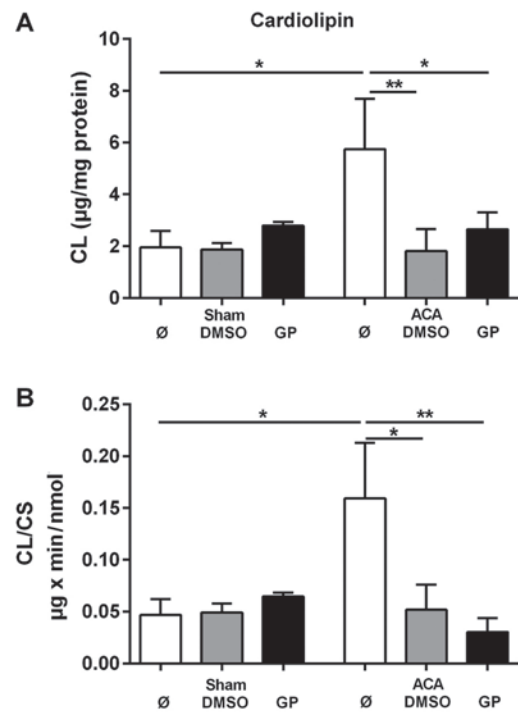 A
Cardiolipin
CL (µg/mg protein)
10
8
6
4
2
0
* * **
Ø Sham DMSO GP Ø ACA DMSO GP
B
CL/CS
µg x min/nmol
0.25
0.20
0.15
0.10
0.05
0.00
* ** *
Ø Sham DMSO GP Ø ACA DMSO GP